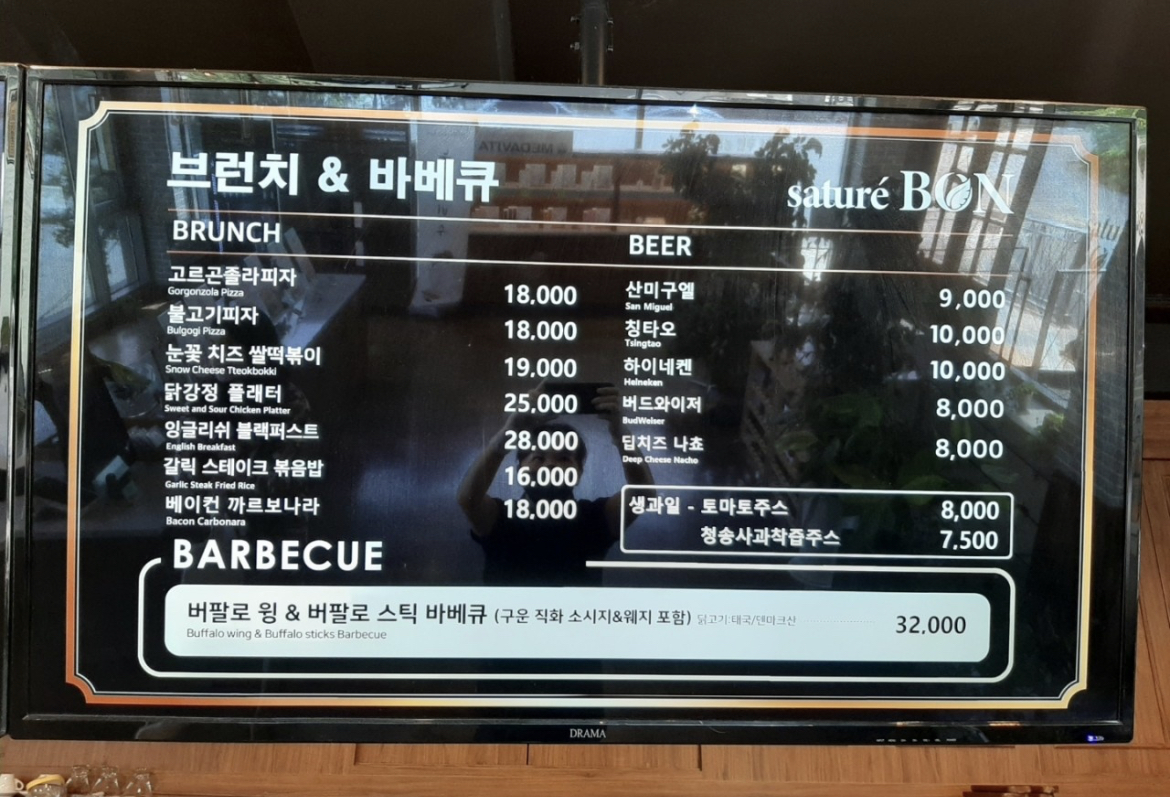 브런치 & 바베큐
saturé BON
BRUNCH
고르곤졸라피자 18,000
Gorgonzola Pizza
불고기피자 18,000
Bulgogi Pizza
눈꽃 치즈 쌀떡볶이 19,000
Snow Cheese Tteokbokki
닭강정 플래터 25,000
Sweet and Sour Chicken Platter
잉글리쉬 블랙퍼스트 28,000
English Breakfast
갈릭 스테이크 볶음밥 16,000
Garlic Steak Fried Rice
베이컨 까르보나라 18,000
Bacon Carbonara
BEER
산미구엘 9,000
San Miguel
칭타오 10,000
Tsingtao
하이네켄 10,000
Heineken
버드와이저 8,000
BudWeiser
딥치즈 나쵸 8,000
Deep Cheese Nacho
생과일 - 토마토주스 8,000
청송사과착즙주스 7,500
BARBECUE
버팔로 윙 & 버팔로 스틱 바베큐 (구운 직화 소시지&웨지 포함) 닭고기:태국/덴마크산 32,000
Buffalo wing & Buffalo sticks Barbecue
DRAMA